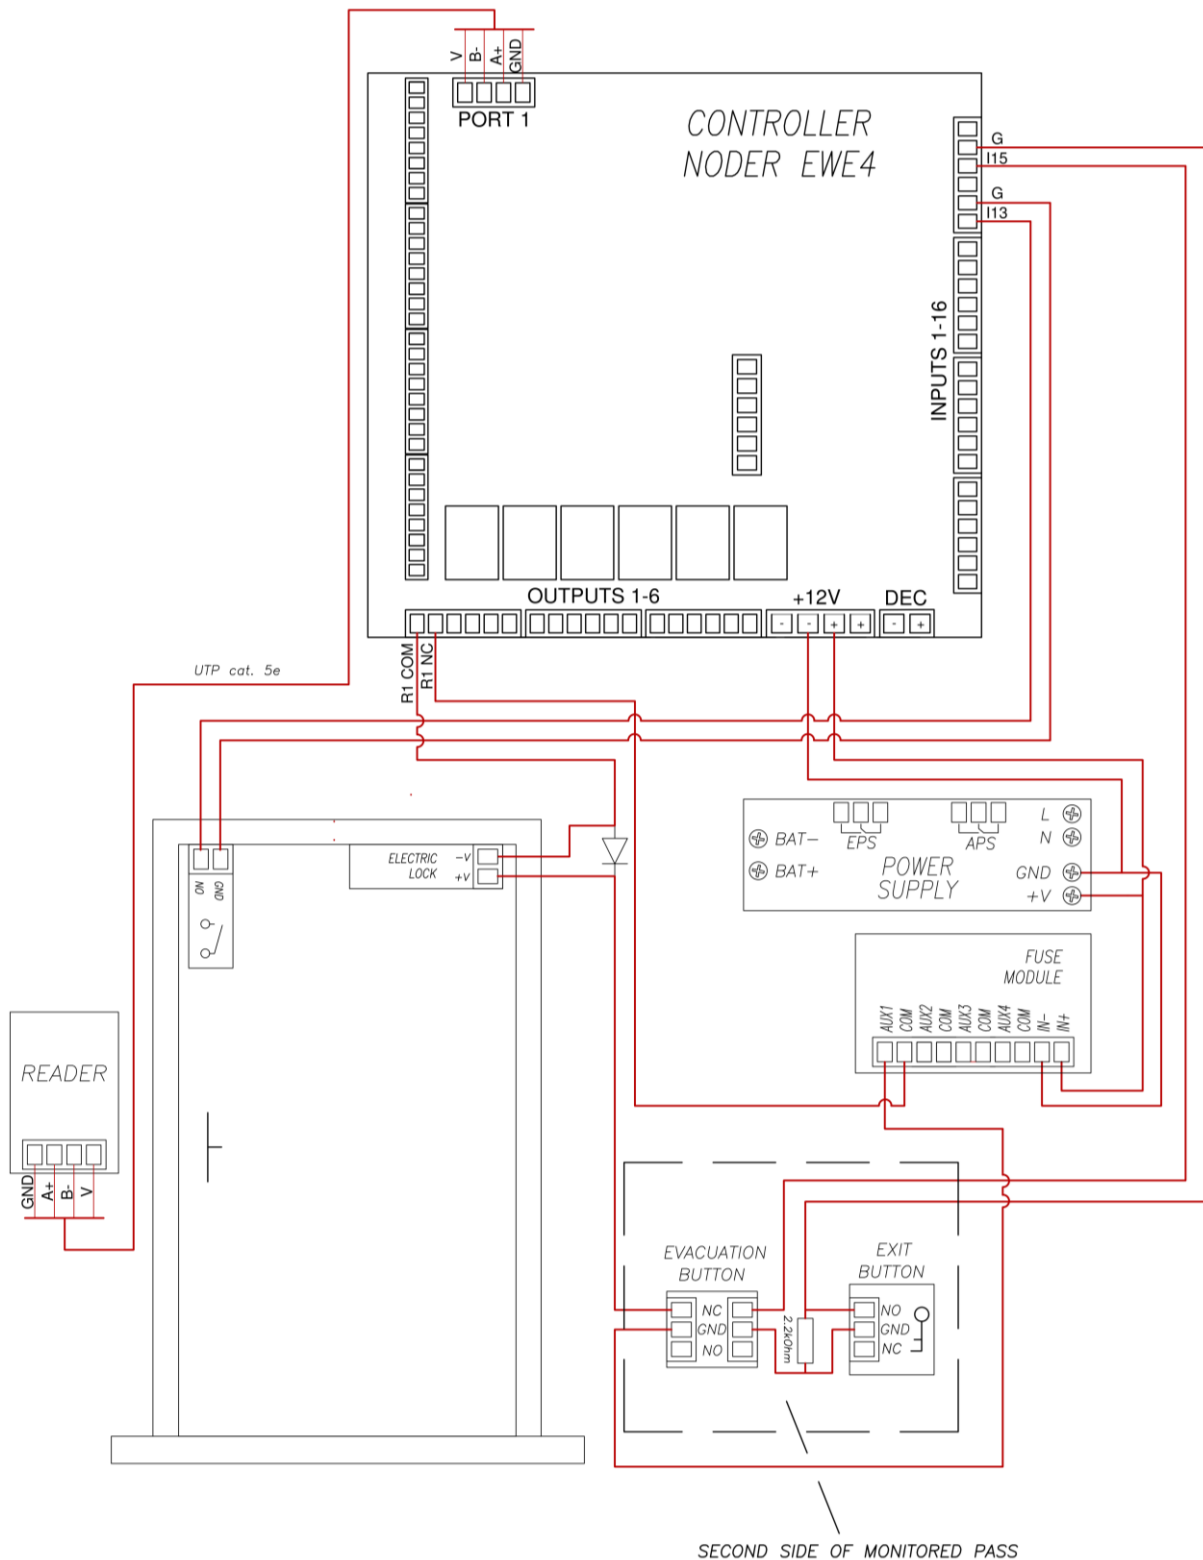 V
B-
A+
GND
PORT 1
CONTROLLER
NODER EWE4
G
I15
G
I13
INPUTS 1-16
OUTPUTS 1-6
+12V
DEC
- - + +
- +
R1 COM
R1 NC
UTP cat. 5e
ELECTRIC
LOCK
-V
+V
NO
GND
EPS
APS
BAT-
BAT+
POWER
SUPPLY
L
N
GND
+V
FUSE
MODULE
AUX1
COM
AUX2
COM
AUX3
COM
AUX4
COM
IN-
IN+
READER
GND
A+
B-
V
EVACUATION
BUTTON
NC
GND
NO
2.2kOhm
EXIT
BUTTON
NO
GND
NC
SECOND SIDE OF MONITORED PASS